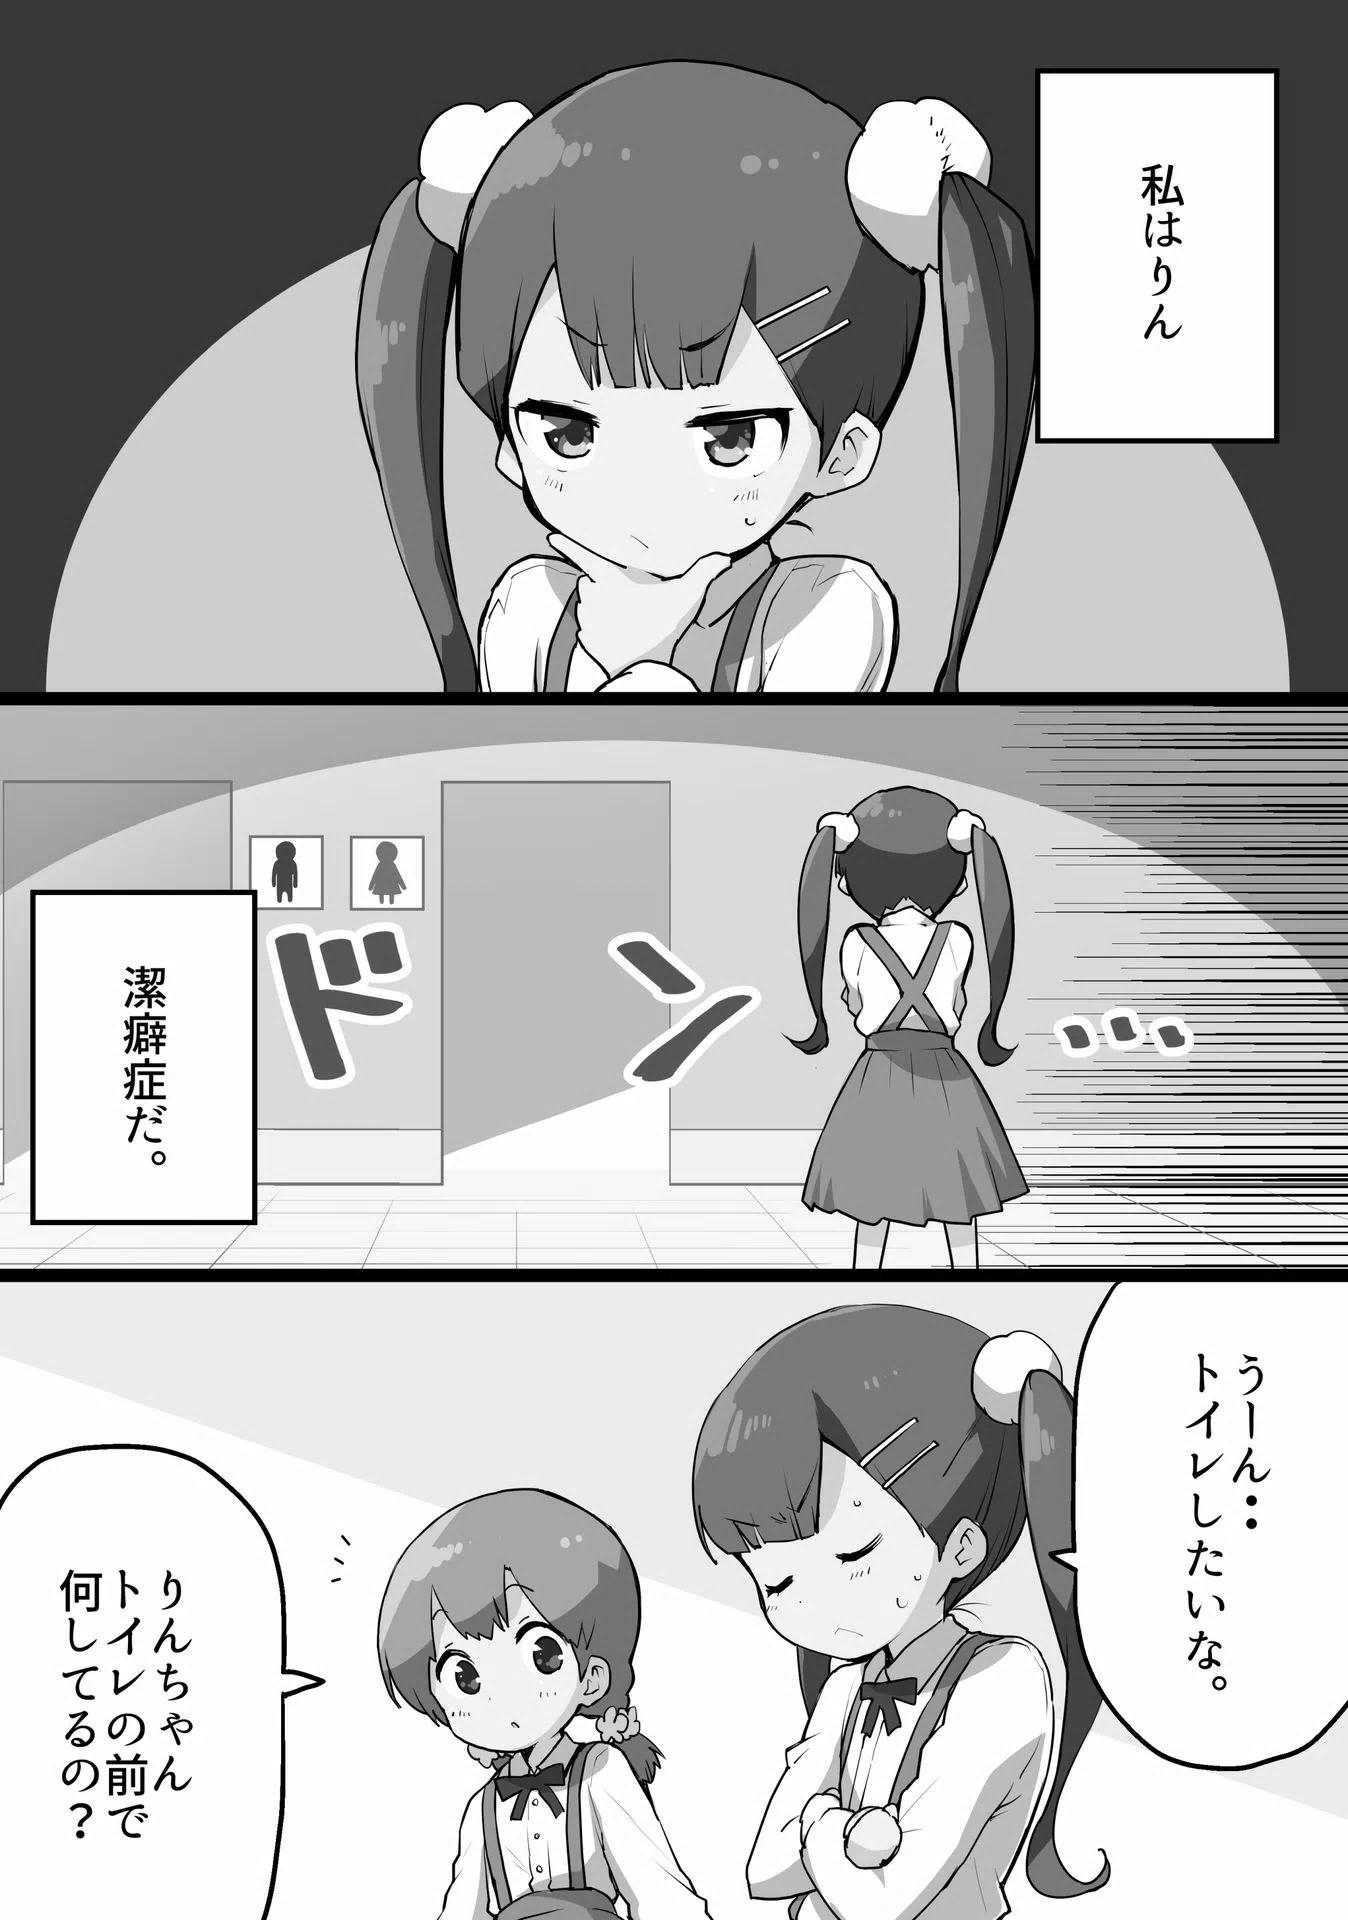 私はりん
潔癖症だ。
ドン…
うーん‥
トイレしたいな。
りんちゃん
トイレの前で
何してるの？